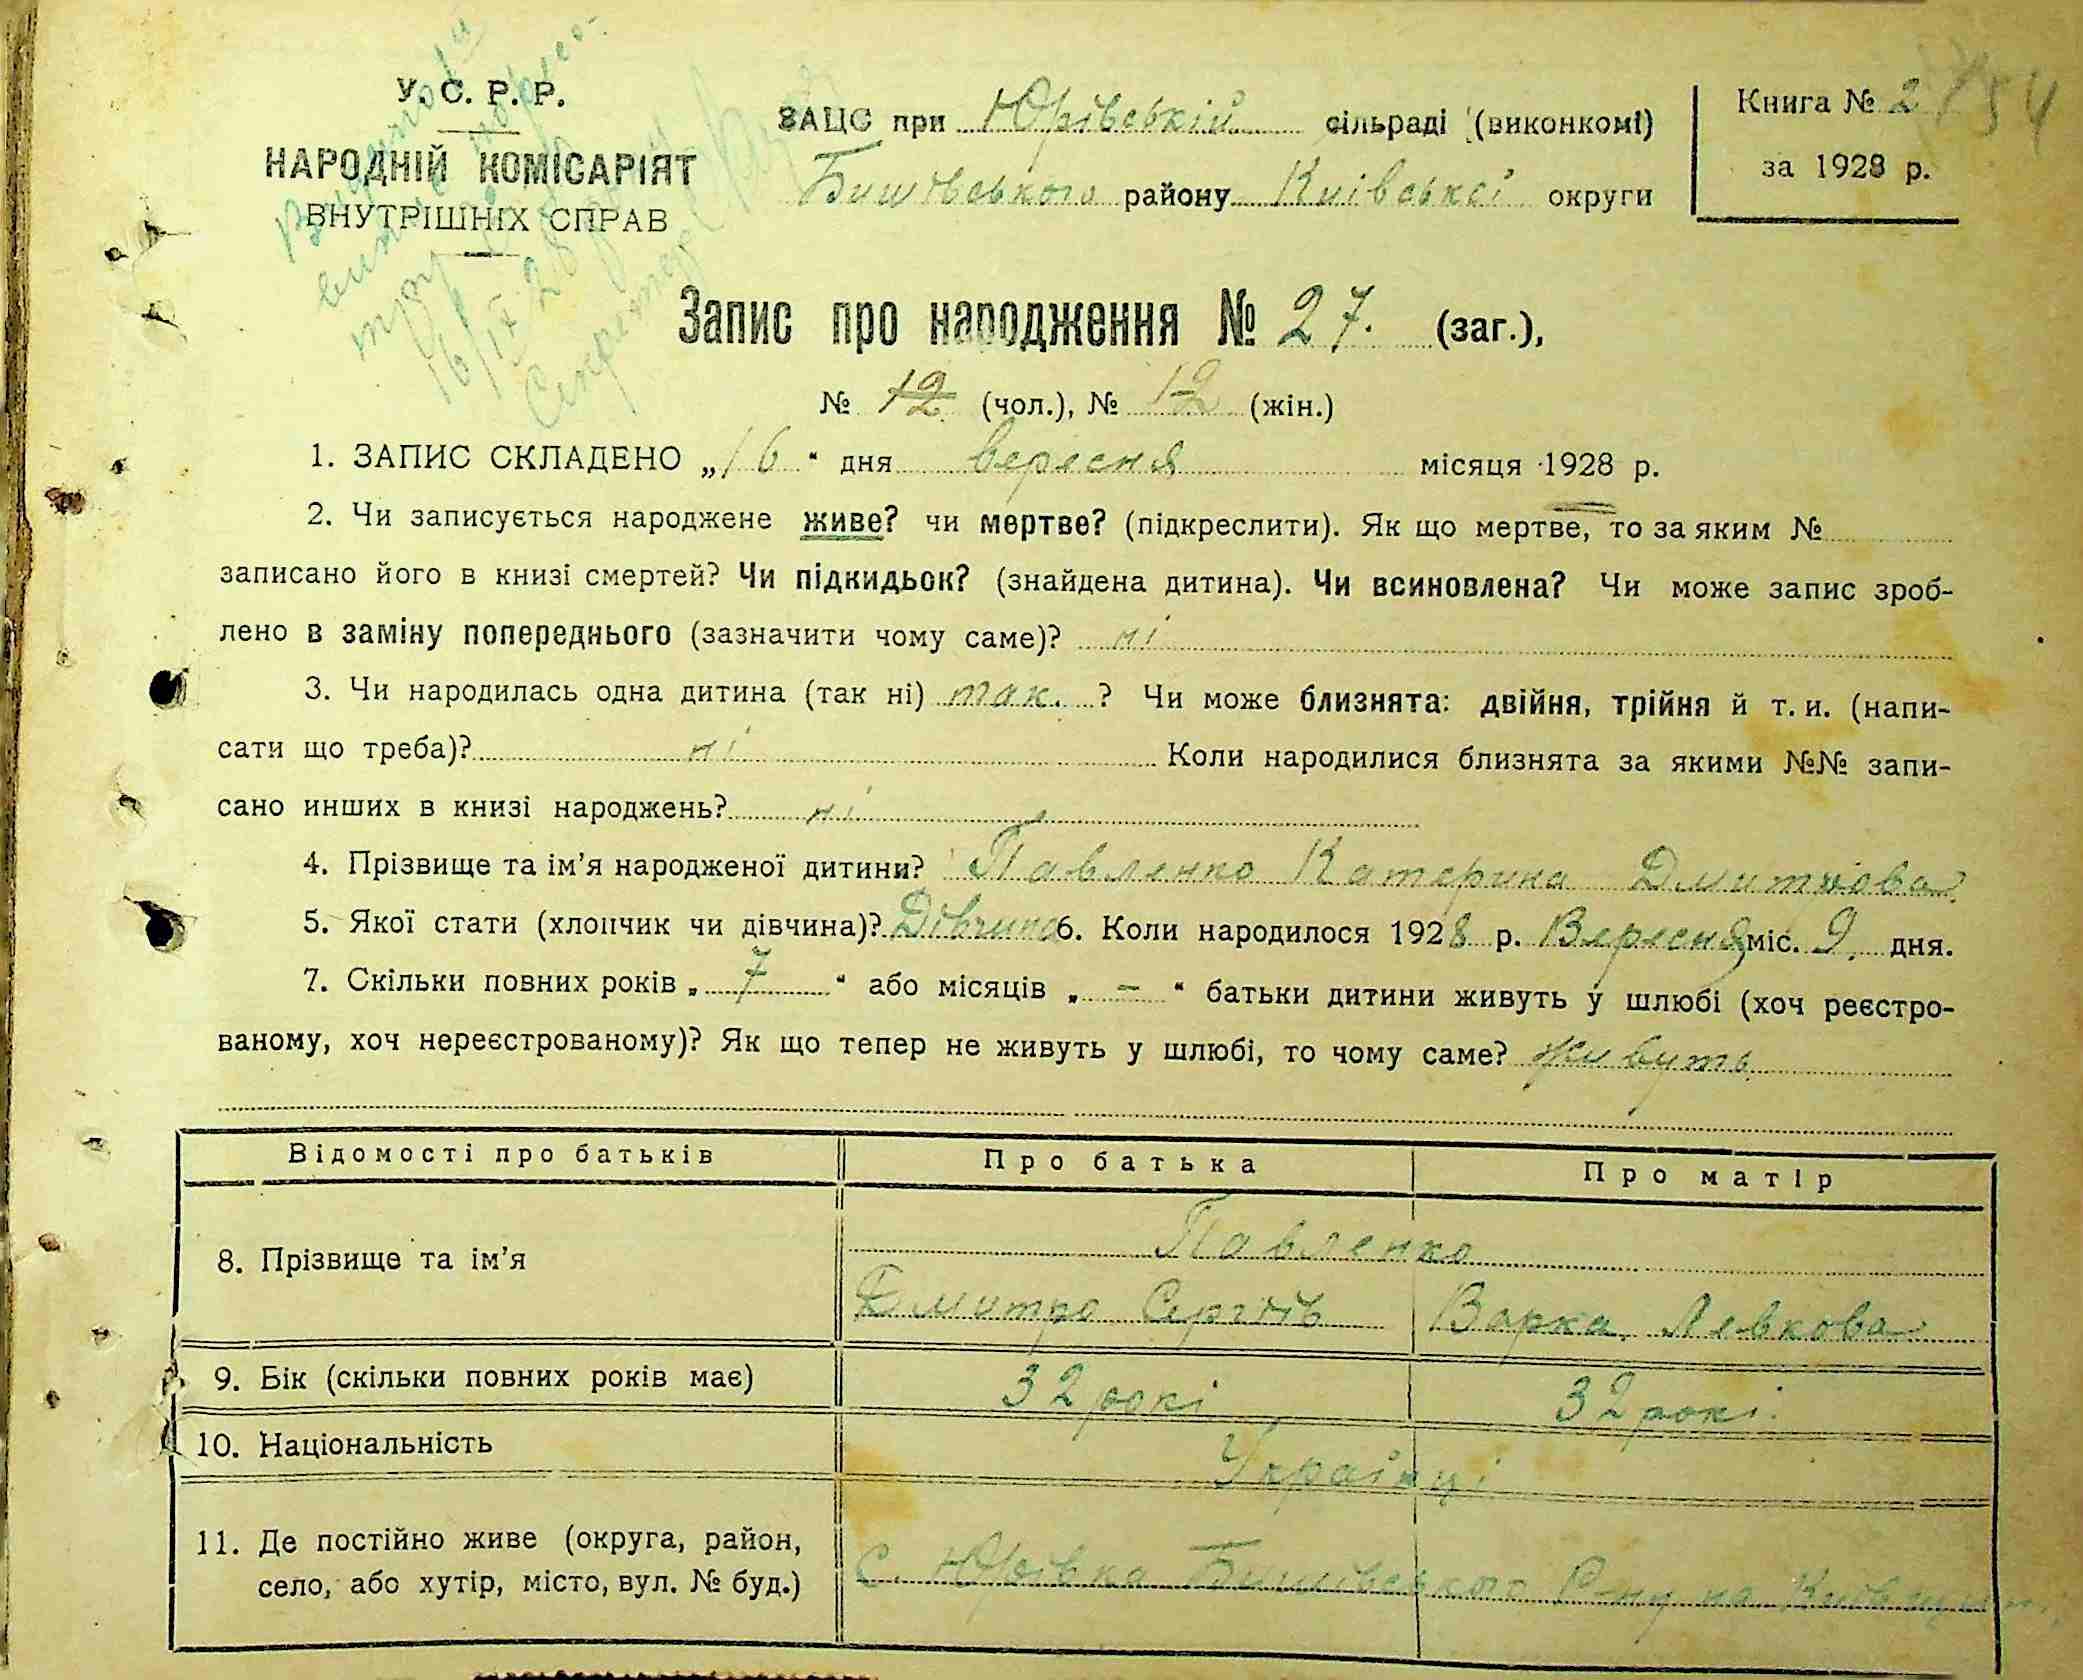 У. С. Р. Р.
НАРОДНІЙ КОМІСАРІЯТ
ВНУТРІШНІХ СПРАВ
16/IX 28
ЗАЦС при Юрівській сільраді (виконкомі)
Бишівського району Київської округи
Книга № 2
за 1928 р.
154
Запис про народження № 27. (заг.),
№ 12 (чол.), № 12 (жін.)
1. ЗАПИС СКЛАДЕНО „16" дня вересня місяця 1928 р.
2. Чи записується народжене живе? чи мертве? (підкреслити). Як що мертве, то за яким №
записано його в книзі смертей? Чи підкидьок? (знайдена дитина). Чи всиновлена? Чи може запис зроб-
лено в заміну попереднього (зазначити чому саме)? ні
3. Чи народилась одна дитина (так ні) так. ? Чи може близнята: двійня, трійня й т. и. (напи-
сати що треба)? ні Коли народилися близнята за якими №№ запи-
сано инших в книзі народжень? ні
4. Прізвище та ім'я народженої дитини? Павленко Катерина Дмитрова.
5. Якої стати (хлопчик чи дівчина)? Дівчина 6. Коли народилося 1928 р. Вересня міс. 9. дня.
7. Скільки повних років „ 7 " або місяців „ - " батьки дитини живуть у шлюбі (хоч реєстро-
ваному, хоч нереєстрованому)? Як що тепер не живуть у шлюбі, то чому саме? живуть
Відомості про батьків Про батька Про матір
8. Прізвище та ім'я Павленко
Дмитро Сергіїв Варка Левкова
9. Вік (скільки повних років має) 32 рокі 32 рокі.
10. Національність Українці
11. Де постійно живе (округа, район,
село, або хутір, місто, вул. № буд.)
С. Юрівка Бишівського Р-ну на Київщині